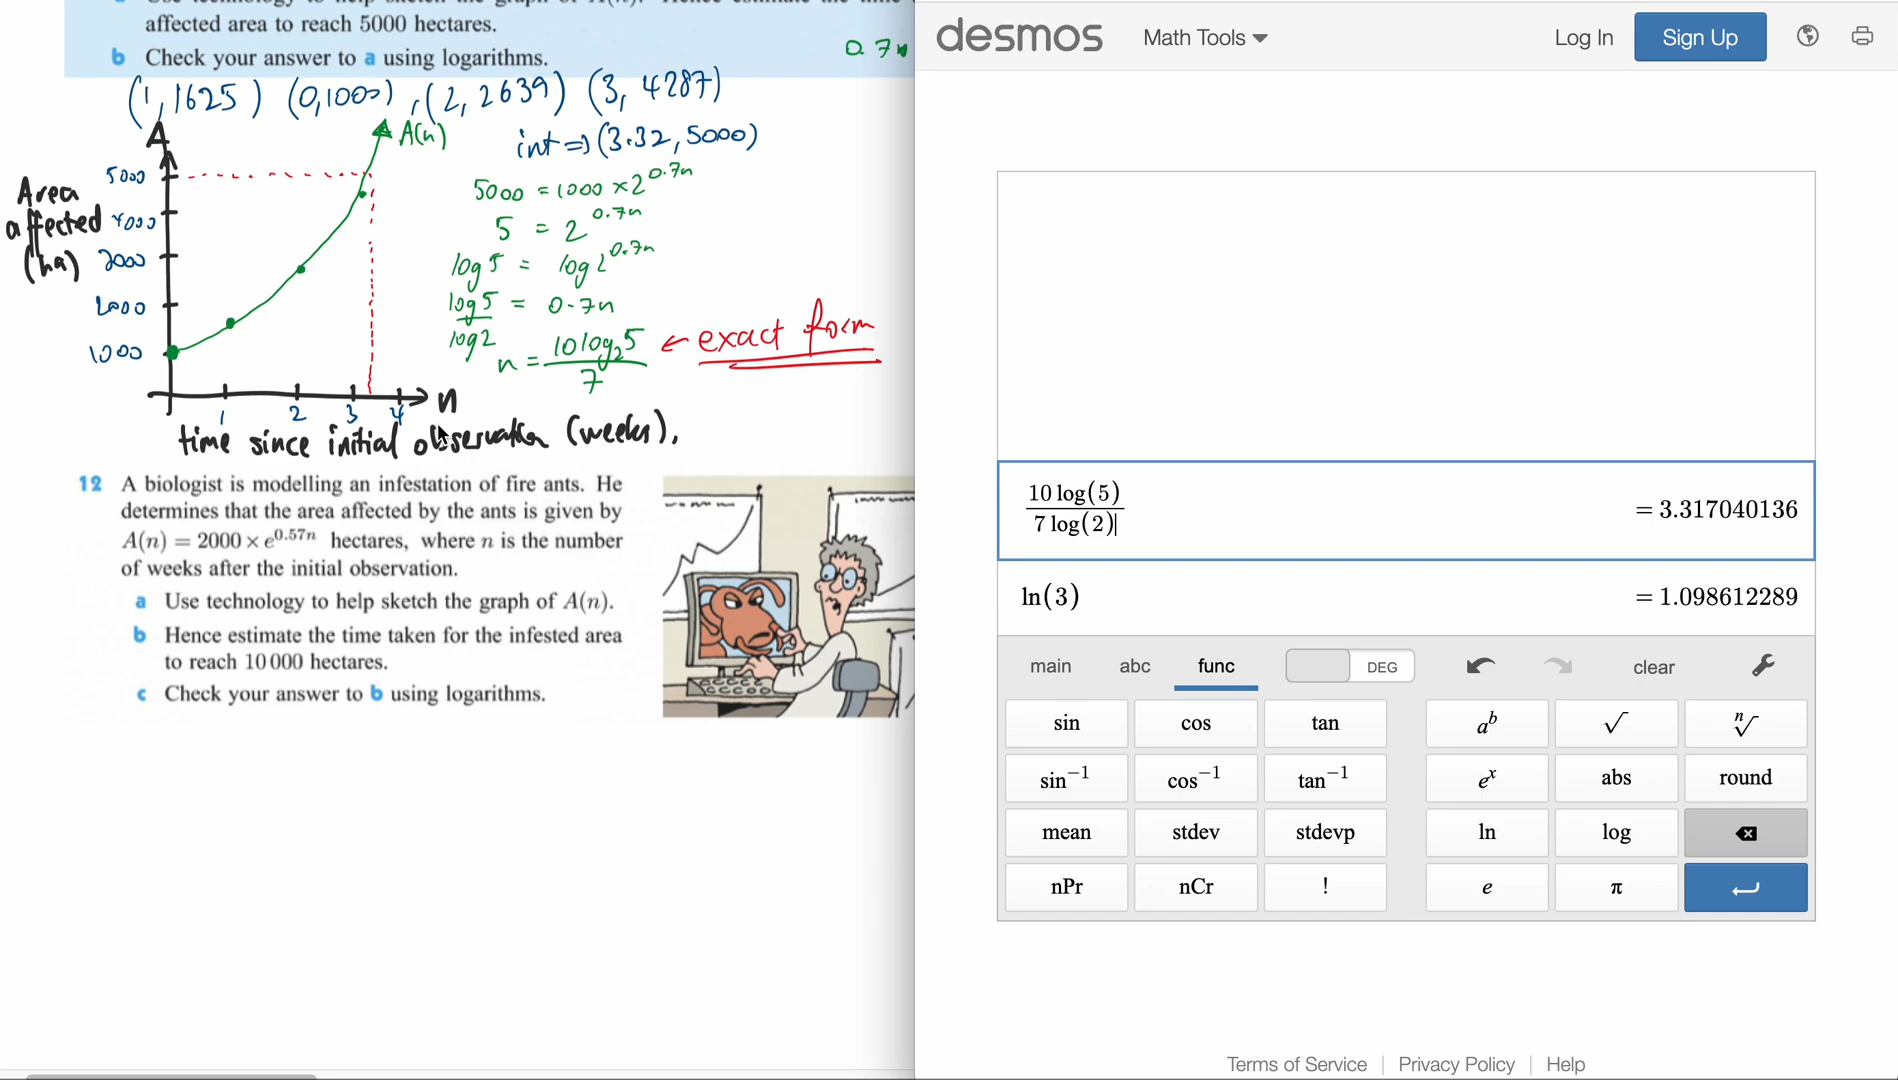 affected area to reach 5000 hectares.
b Check your answer to a using logarithms.
0.7n
(1, 1625) (0, 1000), (2, 2639) (3, 4287)
A
A(n)
int ⇒ (3.32, 5000)
Area
affected
(ha)
5000
4000
3000
2000
1000
1 2 3 4
n
time since initial observation (weeks).
5000 = 1000 × 2^0.7n
5 = 2^0.7n
log 5 = log 2^0.7n
log 5 / log 2 = 0.7n
n = 10 log₂ 5 / 7 ← exact form
12 A biologist is modelling an infestation of fire ants. He
determines that the area affected by the ants is given by
A(n) = 2000 × e^0.57n hectares, where n is the number
of weeks after the initial observation.
a Use technology to help sketch the graph of A(n).
b Hence estimate the time taken for the infested area
to reach 10 000 hectares.
c Check your answer to b using logarithms.
desmos Math Tools Log In Sign Up
10 log(5) / 7 log(2) = 3.317040136
ln(3) = 1.098612289
main abc func DEG clear
sin cos tan a^b √ ⁿ√
sin⁻¹ cos⁻¹ tan⁻¹ eˣ abs round
mean stdev stdevp ln log
nPr nCr ! e π
Terms of Service | Privacy Policy | Help